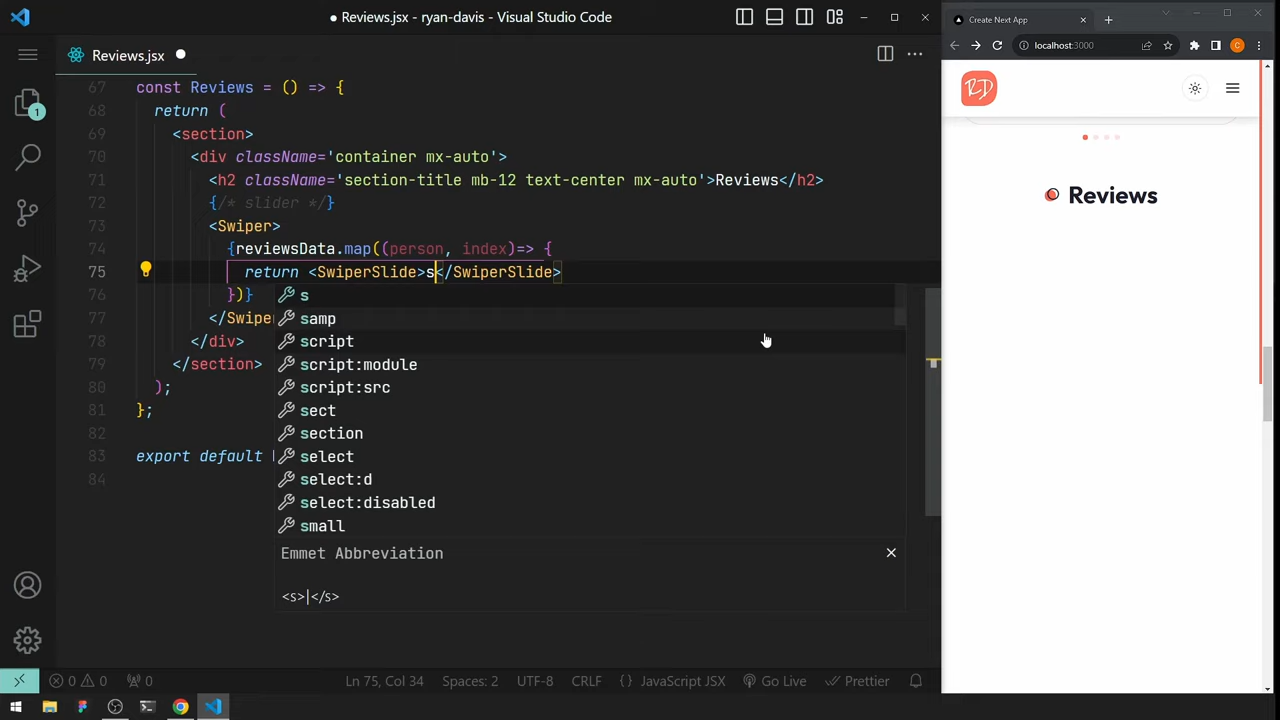 Reviews.jsx - ryan-davis - Visual Studio Code
Reviews.jsx
67 const Reviews = () => {
68 return (
69 <section>
70 <div className='container mx-auto'>
71 <h2 className='section-title mb-12 text-center mx-auto'>Reviews</h2>
72 {/* slider */}
73 <Swiper>
74 {reviewsData.map((person, index)=> {
75 return <SwiperSlide>s</SwiperSlide>
76 })}
77 </Swipe
78 </div>
79 </section>
80 );
81 };
82
83 export default
84
s
samp
script
script:module
script:src
sect
section
select
select:d
select:disabled
small
Emmet Abbreviation
<s>|</s>
1
0 0 0 Ln 75, Col 34 Spaces: 2 UTF-8 CRLF {} JavaScript JSX Go Live Prettier
Create Next App
localhost:3000
C
RD
Reviews